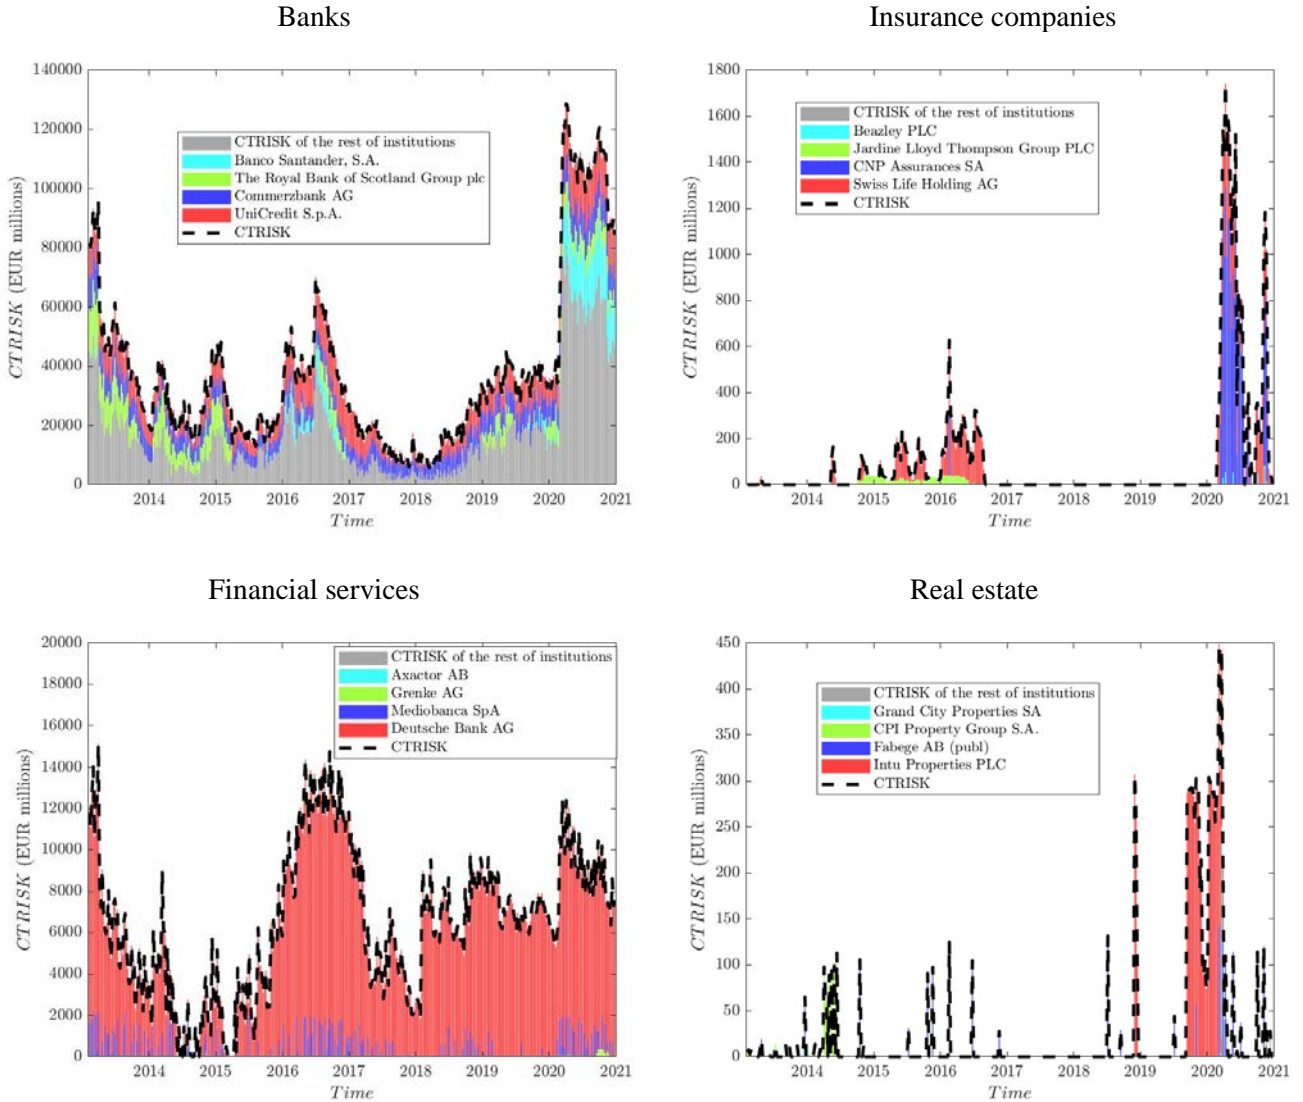 Banks
140000
120000
100000
80000
60000
40000
20000
0
CTRISK (EUR millions)
CTRISK of the rest of institutions
Banco Santander, S.A.
The Royal Bank of Scotland Group plc
Commerzbank AG
UniCredit S.p.A.
CTRISK
2014 2015 2016 2017 2018 2019 2020 2021
Time
Insurance companies
1800
1600
1400
1200
1000
800
600
400
200
0
CTRISK (EUR millions)
CTRISK of the rest of institutions
Beazley PLC
Jardine Lloyd Thompson Group PLC
CNP Assurances SA
Swiss Life Holding AG
CTRISK
2014 2015 2016 2017 2018 2019 2020 2021
Time
Financial services
20000
18000
16000
14000
12000
10000
8000
6000
4000
2000
0
CTRISK (EUR millions)
CTRISK of the rest of institutions
Axactor AB
Grenke AG
Mediobanca SpA
Deutsche Bank AG
CTRISK
2014 2015 2016 2017 2018 2019 2020 2021
Time
Real estate
450
400
350
300
250
200
150
100
50
0
CTRISK (EUR millions)
CTRISK of the rest of institutions
Grand City Properties SA
CPI Property Group S.A.
Fabege AB (publ)
Intu Properties PLC
CTRISK
2014 2015 2016 2017 2018 2019 2020 2021
Time